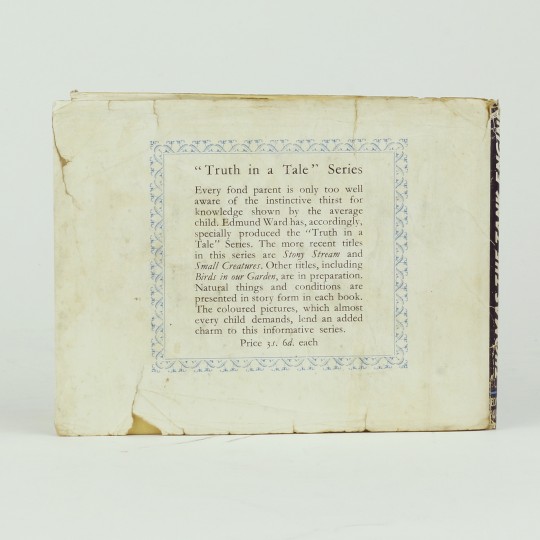 "Truth in a Tale" Series
Every fond parent is only too well
aware of the instinctive thirst for
knowledge shown by the average
child. Edmund Ward has, accordingly,
specially produced the "Truth in a
Tale" Series. The more recent titles
in this series are Stony Stream and
Small Creatures. Other titles, including
Birds in our Garden, are in preparation.
Natural things and conditions are
presented in story form in each book.
The coloured pictures, which almost
every child demands, lend an added
charm to this informative series.
Price 3s. 6d. each
THE TANK ENGINE